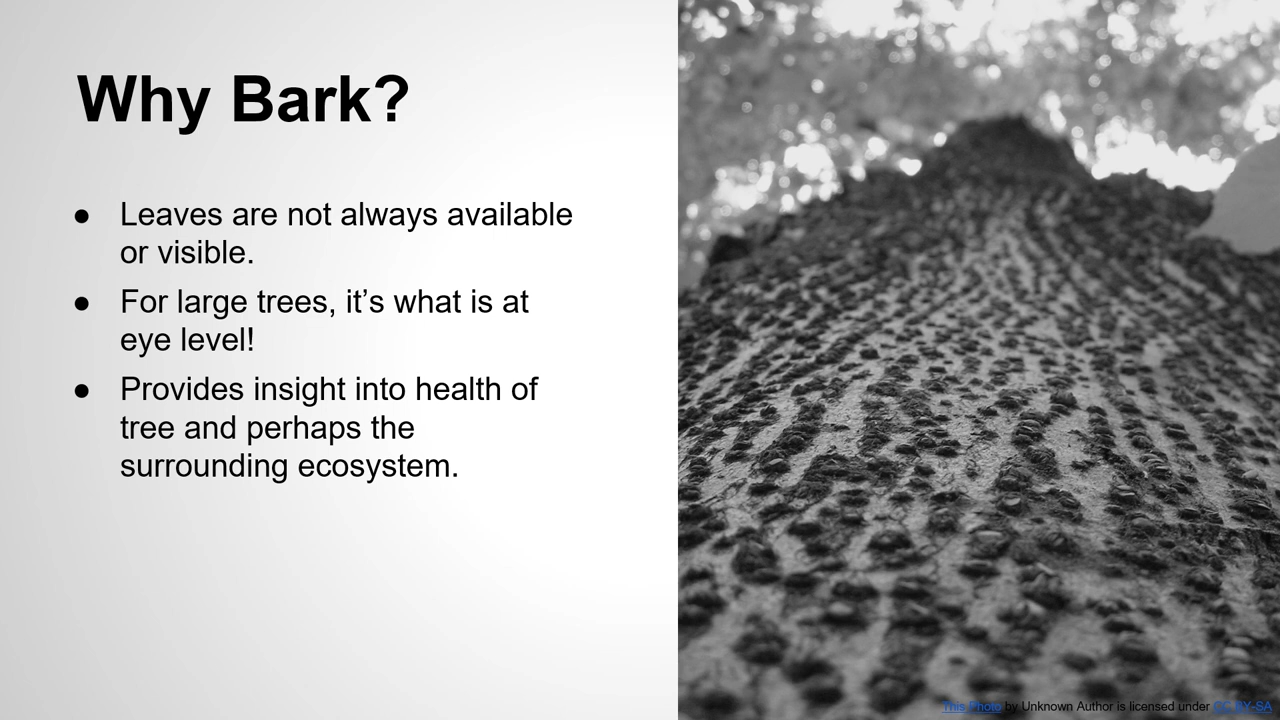 Why Bark?
● Leaves are not always available
or visible.
● For large trees, it’s what is at
eye level!
● Provides insight into health of
tree and perhaps the
surrounding ecosystem.
This Photo by Unknown Author is licensed under CC BY-SA